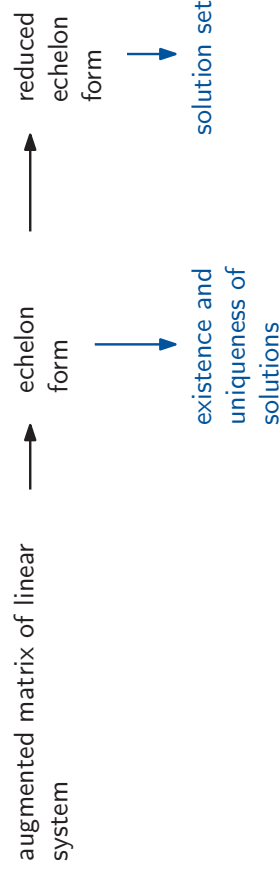 augmented matrix of linear
system
echelon
form
reduced
echelon
form
existence and
uniqueness of
solutions
solution set